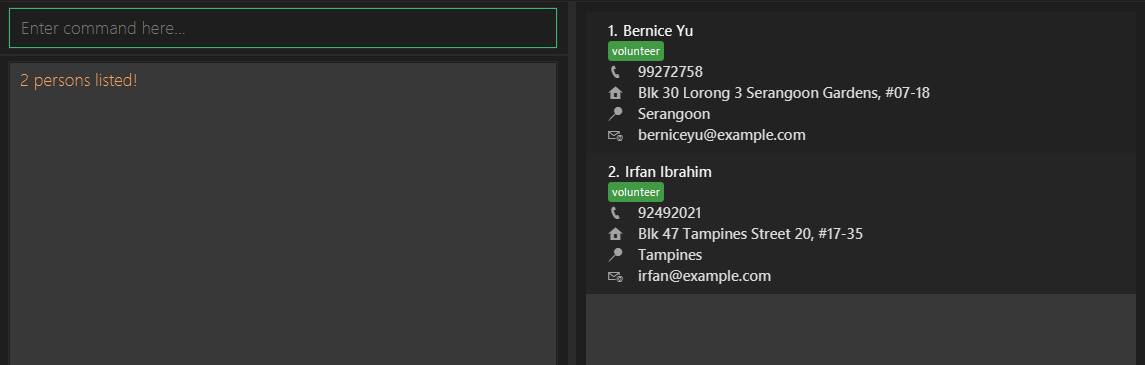 Enter command here...
2 persons listed!
1. Bernice Yu
volunteer
99272758
Blk 30 Lorong 3 Serangoon Gardens, #07-18
Serangoon
berniceyu@example.com
2. Irfan Ibrahim
volunteer
92492021
Blk 47 Tampines Street 20, #17-35
Tampines
irfan@example.com